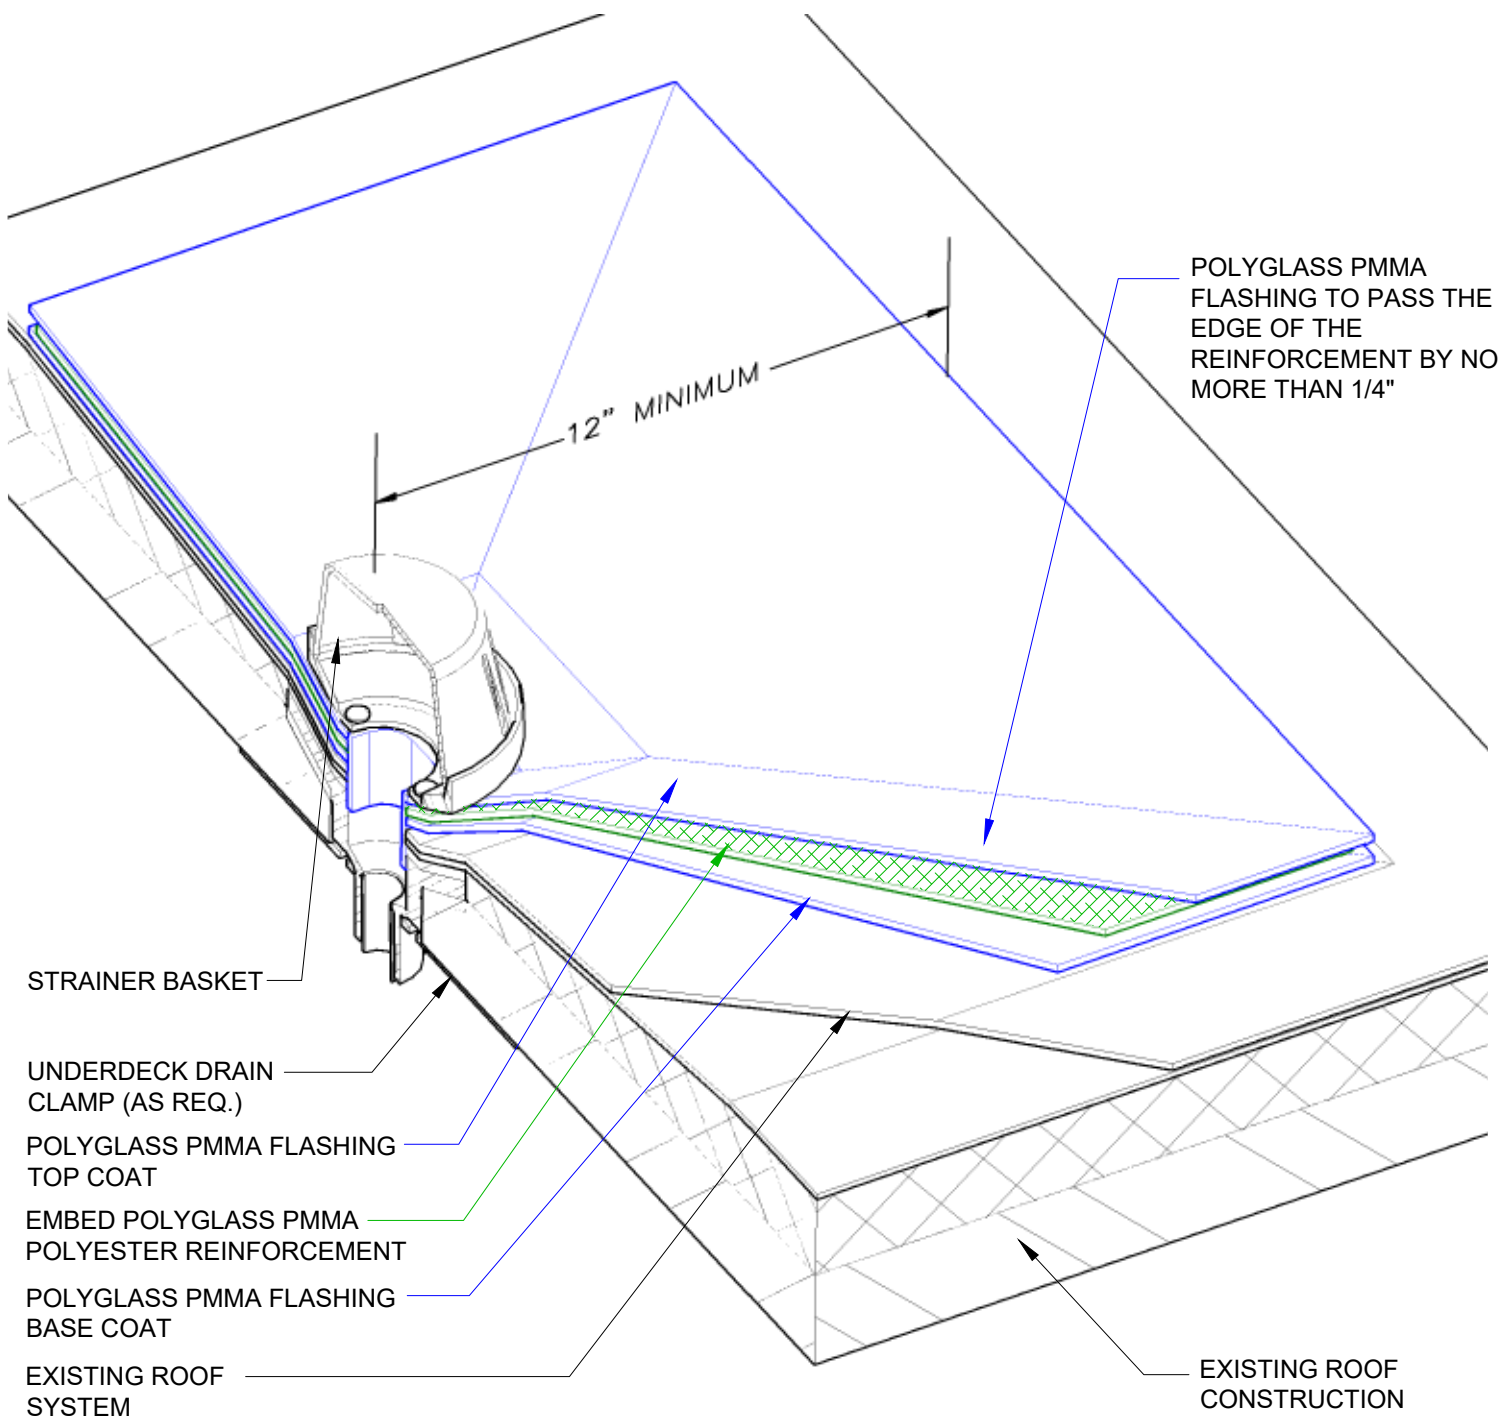 POLYGLASS PMMA
FLASHING TO PASS THE
EDGE OF THE
REINFORCEMENT BY NO
MORE THAN 1/4"
12" MINIMUM
STRAINER BASKET
UNDERDECK DRAIN
CLAMP (AS REQ.)
POLYGLASS PMMA FLASHING
TOP COAT
EMBED POLYGLASS PMMA
POLYESTER REINFORCEMENT
POLYGLASS PMMA FLASHING
BASE COAT
EXISTING ROOF
SYSTEM
EXISTING ROOF
CONSTRUCTION